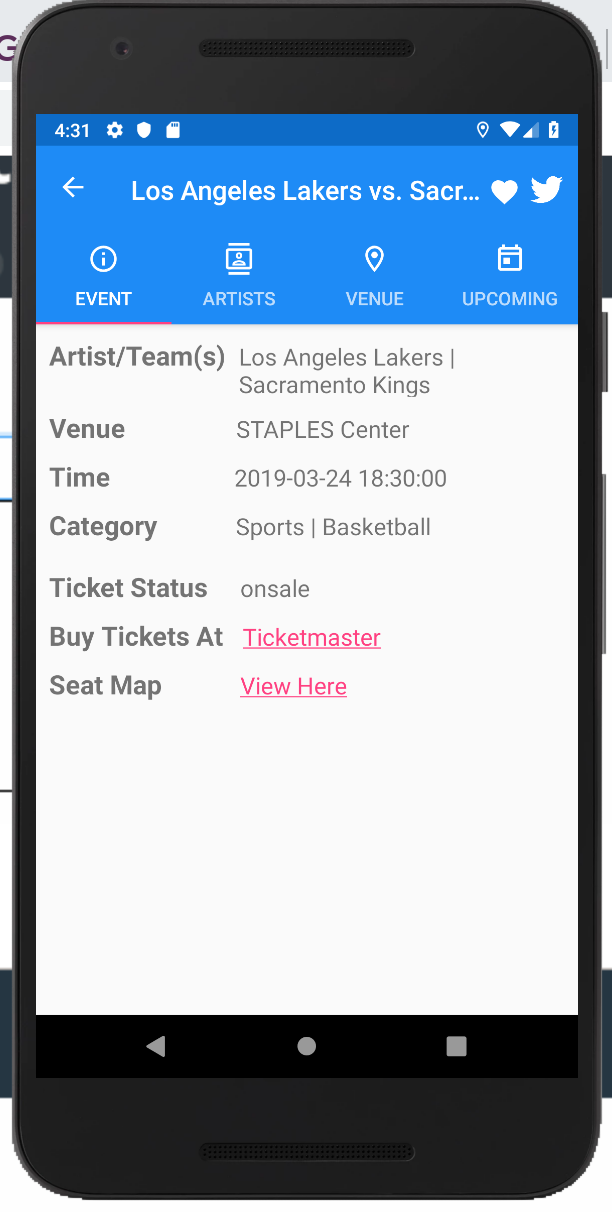 G
4:31
Los Angeles Lakers vs. Sacr...
EVENT
ARTISTS
VENUE
UPCOMING
Artist/Team(s)
Los Angeles Lakers |
Sacramento Kings
Venue
STAPLES Center
Time
2019-03-24 18:30:00
Category
Sports | Basketball
Ticket Status
onsale
Buy Tickets At
Ticketmaster
Seat Map
View Here